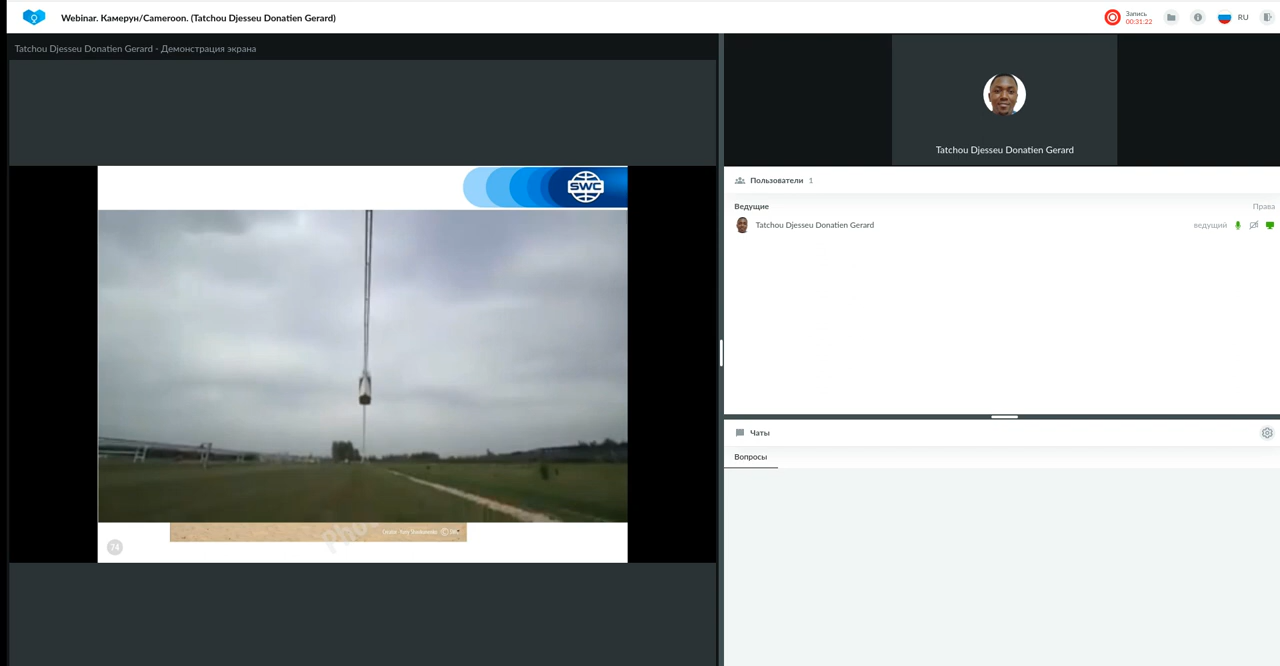 Webinar. Камерун/Cameroon. (Tatchou Djesseu Donatien Gerard)
Запись
00:31:22
RU
Tatchou Djesseu Donatien Gerard - Демонстрация экрана
Tatchou Djesseu Donatien Gerard
Пользователи 1
Ведущие
Права
Tatchou Djesseu Donatien Gerard
ведущий
SWC
74
Чаты
Вопросы